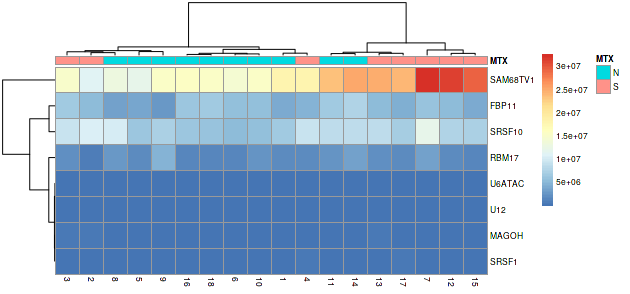 MTX
SAM68TV1
FBP11
SRSF10
RBM17
U6ATAC
U12
MAGOH
SRSF1
3 2 8 5 9 16 18 6 10 1 4 11 14 13 17 7 12 15
3e+07
2.5e+07
2e+07
1.5e+07
1e+07
5e+06
MTX
N
S